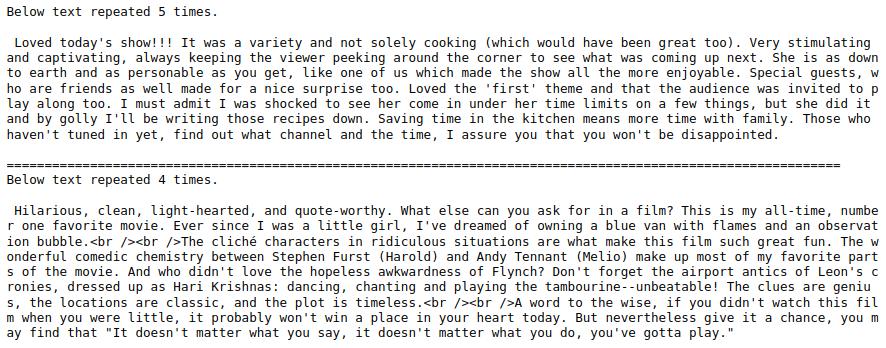 Below text repeated 5 times.
Loved today's show!!! It was a variety and not solely cooking (which would have been great too). Very stimulating
and captivating, always keeping the viewer peeking around the corner to see what was coming up next. She is as down
to earth and as personable as you get, like one of us which made the show all the more enjoyable. Special guests, w
ho are friends as well made for a nice surprise too. Loved the 'first' theme and that the audience was invited to p
lay along too. I must admit I was shocked to see her come in under her time limits on a few things, but she did it
and by golly I'll be writing those recipes down. Saving time in the kitchen means more time with family. Those who
haven't tuned in yet, find out what channel and the time, I assure you that you won't be disappointed.
==============================================================================================================
Below text repeated 4 times.
Hilarious, clean, light-hearted, and quote-worthy. What else can you ask for in a film? This is my all-time, numbe
r one favorite movie. Ever since I was a little girl, I've dreamed of owning a blue van with flames and an observat
ion bubble.<br /><br />The cliché characters in ridiculous situations are what make this film such great fun. The w
onderful comedic chemistry between Stephen Furst (Harold) and Andy Tennant (Melio) make up most of my favorite part
s of the movie. And who didn't love the hopeless awkwardness of Flynch? Don't forget the airport antics of Leon's c
ronies, dressed up as Hari Krishnas: dancing, chanting and playing the tambourine--unbeatable! The clues are geniu
s, the locations are classic, and the plot is timeless.<br /><br />A word to the wise, if you didn't watch this fil
m when you were little, it probably won't win a place in your heart today. But nevertheless give it a chance, you m
ay find that "It doesn't matter what you say, it doesn't matter what you do, you've gotta play."